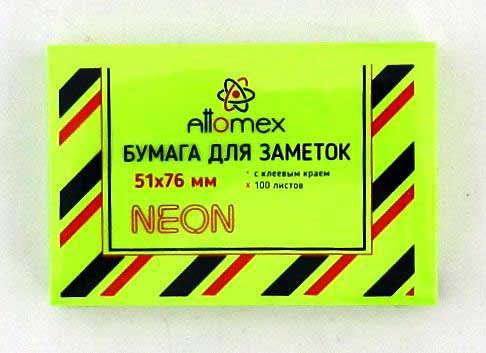 Attomex
БУМАГА ДЛЯ ЗАМЕТОК
51x76 мм
с клеевым краем
100 листов
NEON